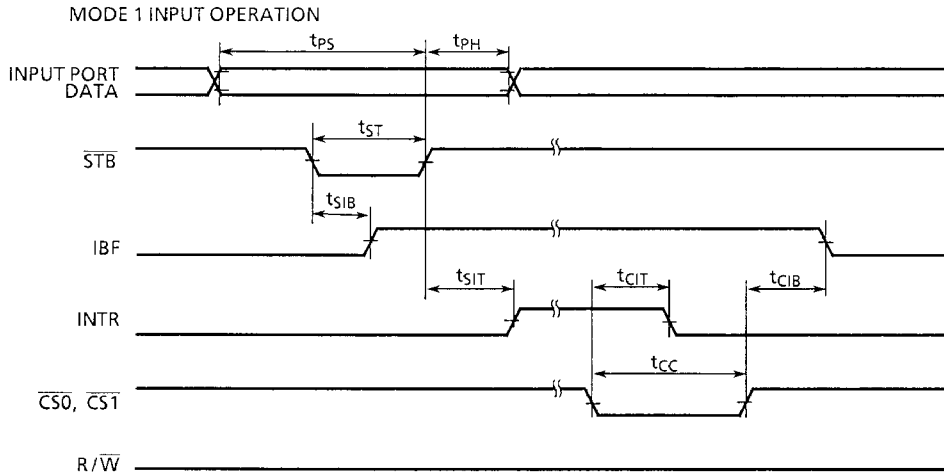 MODE 1 INPUT OPERATION
tPS tPH
INPUT PORT
DATA
tST
STB
tSIB
IBF
tSIT tCIT tCIB
INTR
tCC
CS0, CS1
R/W